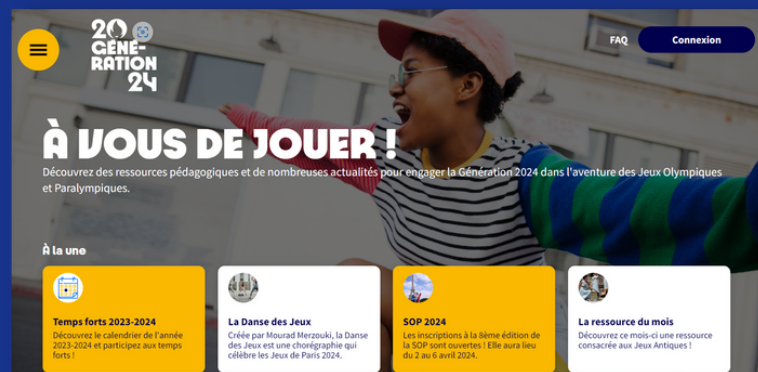 20
GÉNÉ-
RATION
24
FAQ
Connexion
À VOUS DE JOUER !
Découvrez des ressources pédagogiques et de nombreuses actualités pour engager la Génération 2024 dans l'aventure des Jeux Olympiques
et Paralympiques.
À la une
Temps forts 2023-2024
Découvrez le calendrier de l'année
2023-2024 et participez aux temps
forts !
La Danse des Jeux
Créée par Mourad Merzouki, la Danse
des Jeux est une chorégraphie qui
célèbre les Jeux de Paris 2024.
SOP 2024
Les inscriptions à la 8ème édition de
la SOP sont ouvertes ! Elle aura lieu
du 2 au 6 avril 2024.
La ressource du mois
Découvrez ce mois-ci une ressource
consacrée aux Jeux Antiques !